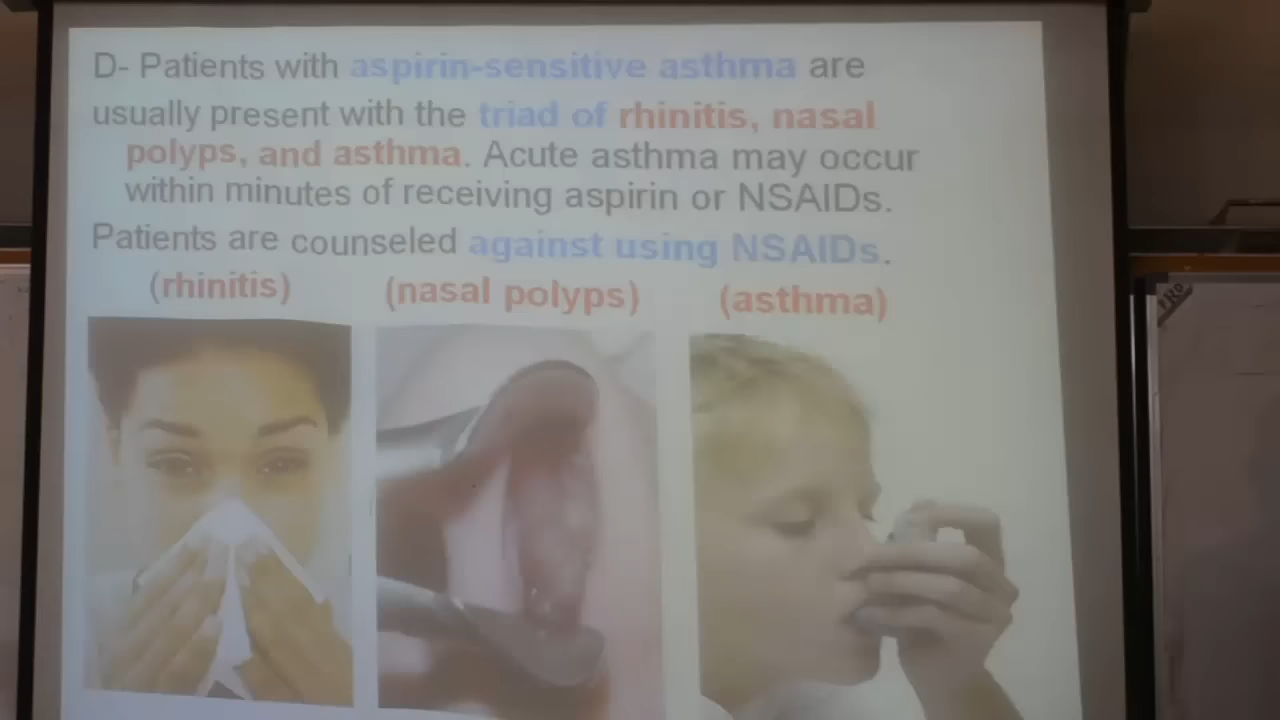 D- Patients with aspirin-sensitive asthma are
usually present with the triad of rhinitis, nasal
polyps, and asthma. Acute asthma may occur
within minutes of receiving aspirin or NSAIDs.
Patients are counseled against using NSAIDs.
(rhinitis) (nasal polyps) (asthma)